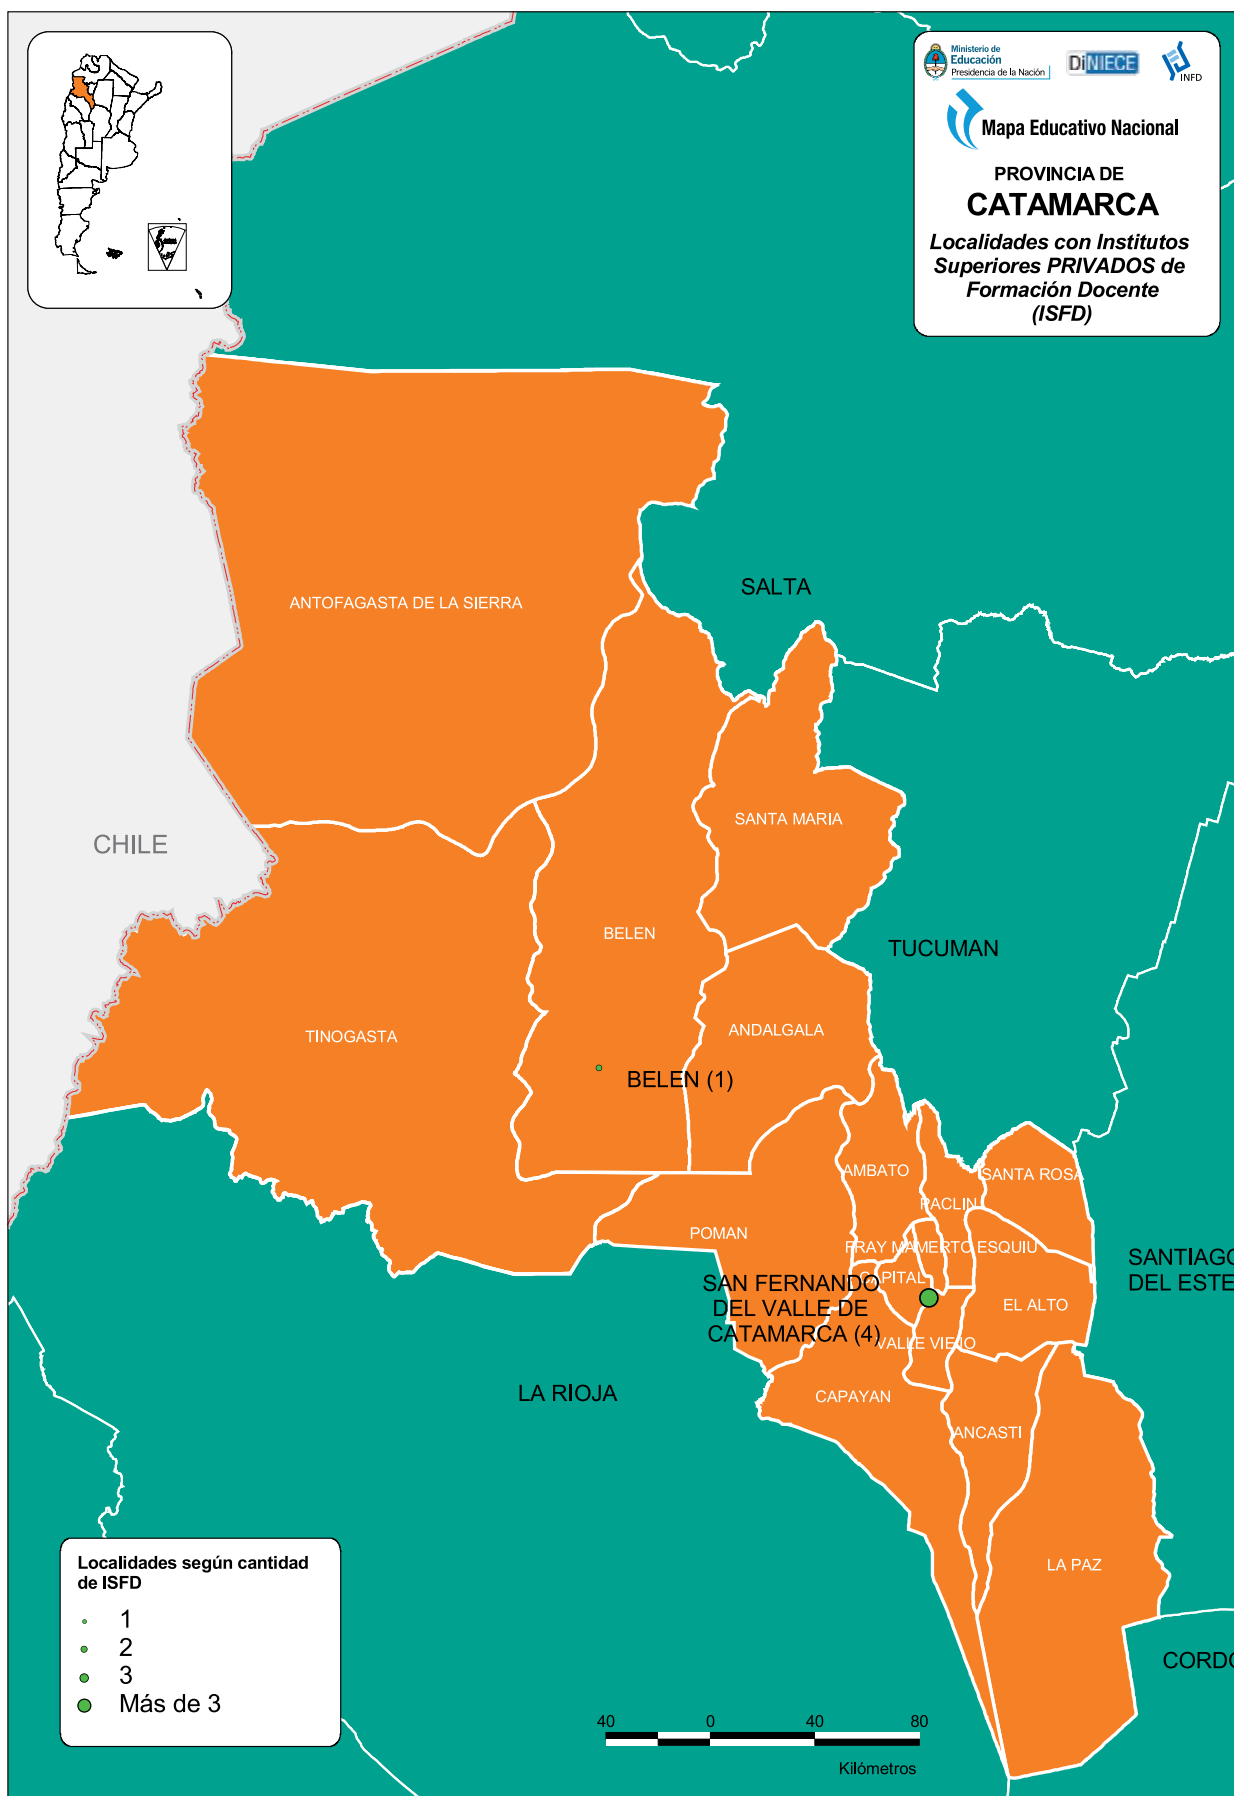 Ministerio de
Educación
Presidencia de la Nación
DiNIECE
INFD
Mapa Educativo Nacional
PROVINCIA DE
CATAMARCA
Localidades con Institutos
Superiores PRIVADOS de
Formación Docente
(ISFD)
ANTOFAGASTA DE LA SIERRA
SALTA
CHILE
SANTA MARIA
BELEN
TUCUMAN
TINOGASTA
ANDALGALA
BELEN (1)
AMBATO
SANTA ROSA
PACLIN
POMAN
FRAY MAMERTO ESQUIU
SANTIAGO
DEL ESTE
CAPITAL
SAN FERNANDO
DEL VALLE DE
CATAMARCA (4)
EL ALTO
VALLE VIEJO
LA RIOJA
CAPAYAN
ANCASTI
LA PAZ
CORDO
Localidades según cantidad
de ISFD
1
2
3
Más de 3
40 0 40 80
Kilómetros